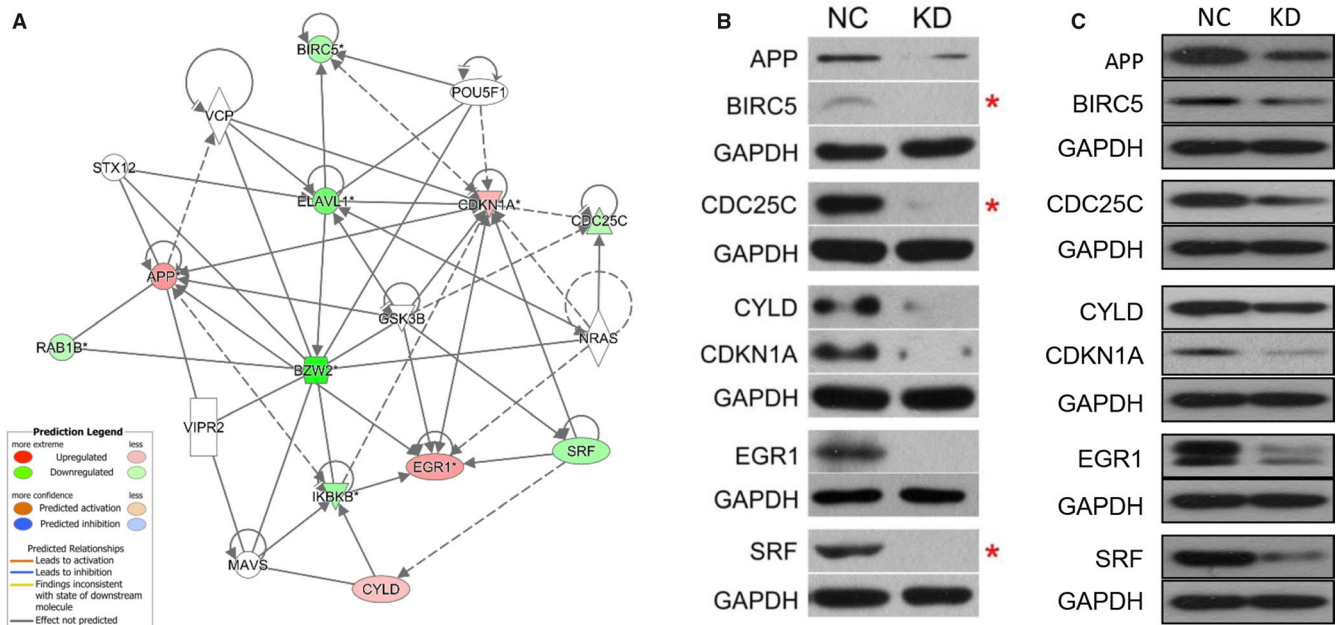 A
BIRC5*
POU5F1
VCP
STX12
ELAVL1*
CDKN1A*
CDC25C
APP*
GSK3B
NRAS
RAB1B*
BZW2*
VIPR2
EGR1*
SRF
IKBKB*
MAVS
CYLD
Prediction Legend
more extreme less
Upregulated
Downregulated
more confidence less
Predicted activation
Predicted inhibition
Predicted Relationships
Leads to activation
Leads to inhibition
Findings inconsistent
with state of downstream
molecule
Effect not predicted
B
NC KD
APP
BIRC5 *
GAPDH
CDC25C *
GAPDH
CYLD
CDKN1A
GAPDH
EGR1
GAPDH
SRF *
GAPDH
C
NC KD
APP
BIRC5
GAPDH
CDC25C
GAPDH
CYLD
CDKN1A
GAPDH
EGR1
GAPDH
SRF
GAPDH